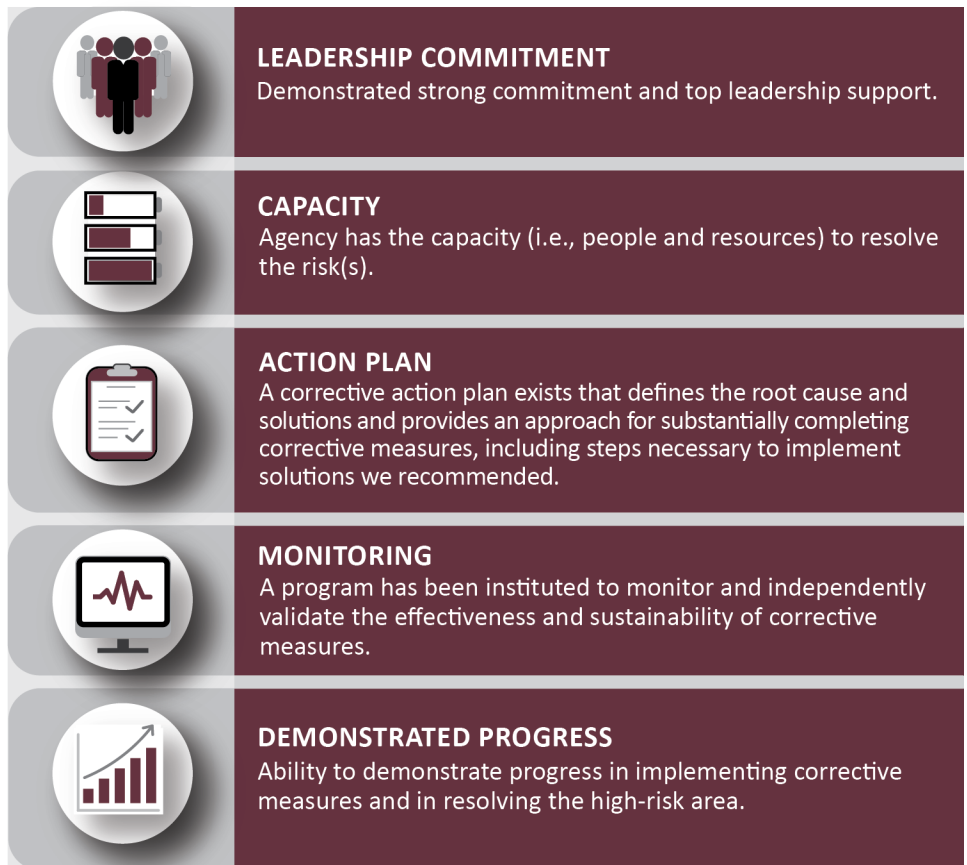 LEADERSHIP COMMITMENT
Demonstrated strong commitment and top leadership support.
CAPACITY
Agency has the capacity (i.e., people and resources) to resolve
the risk(s).
ACTION PLAN
A corrective action plan exists that defines the root cause and
solutions and provides an approach for substantially completing
corrective measures, including steps necessary to implement
solutions we recommended.
MONITORING
A program has been instituted to monitor and independently
validate the effectiveness and sustainability of corrective
measures.
DEMONSTRATED PROGRESS
Ability to demonstrate progress in implementing corrective
measures and in resolving the high-risk area.